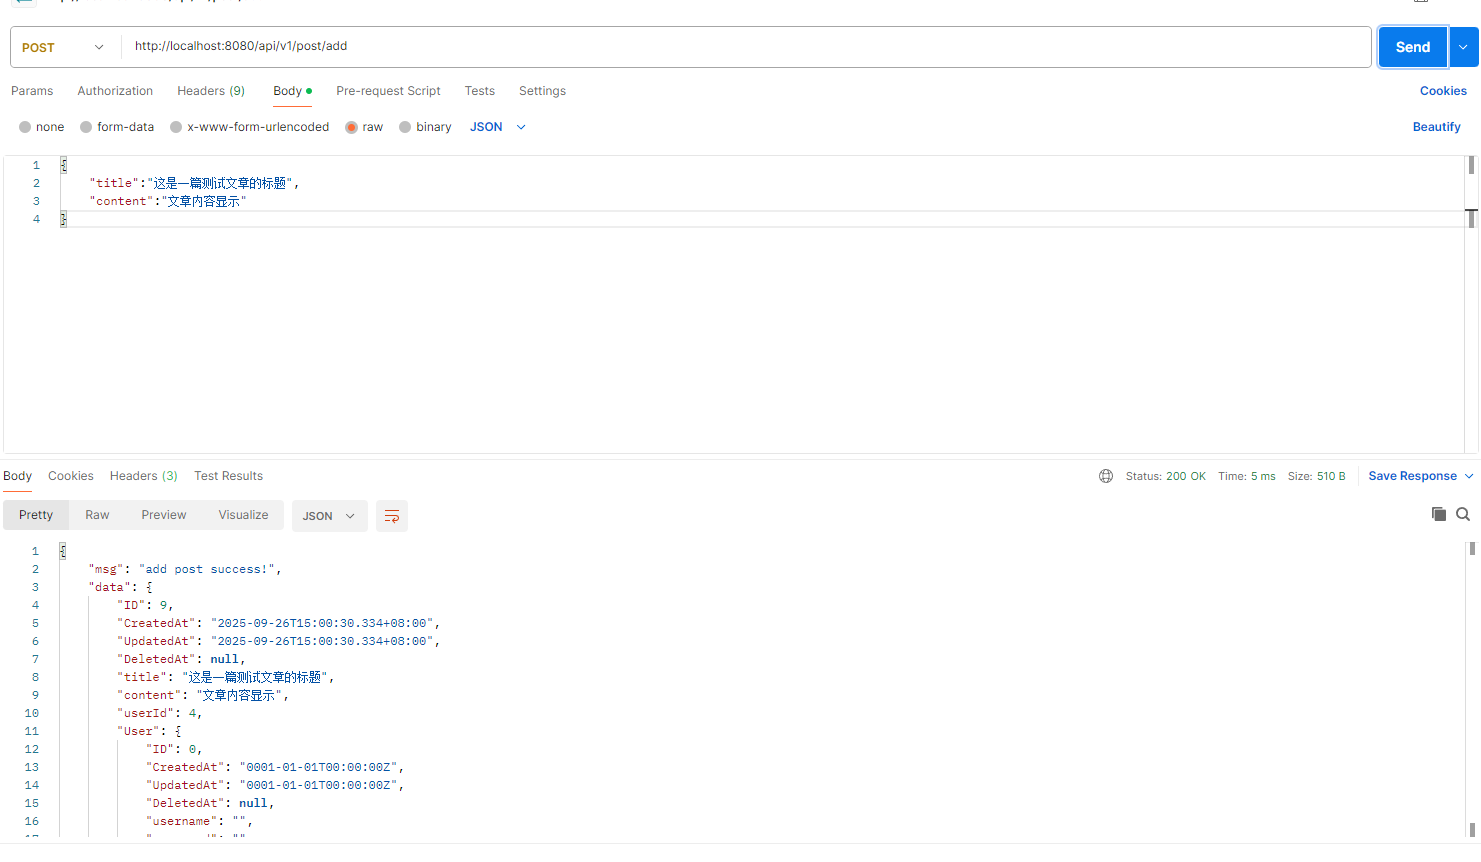 POST http://localhost:8080/api/v1/post/add Send
Params Authorization Headers (9) Body Pre-request Script Tests Settings Cookies
none form-data x-www-form-urlencoded raw binary JSON Beautify
1 {
2 "title":"这是一篇测试文章的标题",
3 "content":"文章内容显示"
4 }
Body Cookies Headers (3) Test Results Status: 200 OK Time: 5 ms Size: 510 B Save Response
Pretty Raw Preview Visualize JSON
1 {
2 "msg": "add post success!",
3 "data": {
4 "ID": 9,
5 "CreatedAt": "2025-09-26T15:00:30.334+08:00",
6 "UpdatedAt": "2025-09-26T15:00:30.334+08:00",
7 "DeletedAt": null,
8 "title": "这是一篇测试文章的标题",
9 "content": "文章内容显示",
10 "userId": 4,
11 "User": {
12 "ID": 0,
13 "CreatedAt": "0001-01-01T00:00:00Z",
14 "UpdatedAt": "0001-01-01T00:00:00Z",
15 "DeletedAt": null,
16 "username": "",